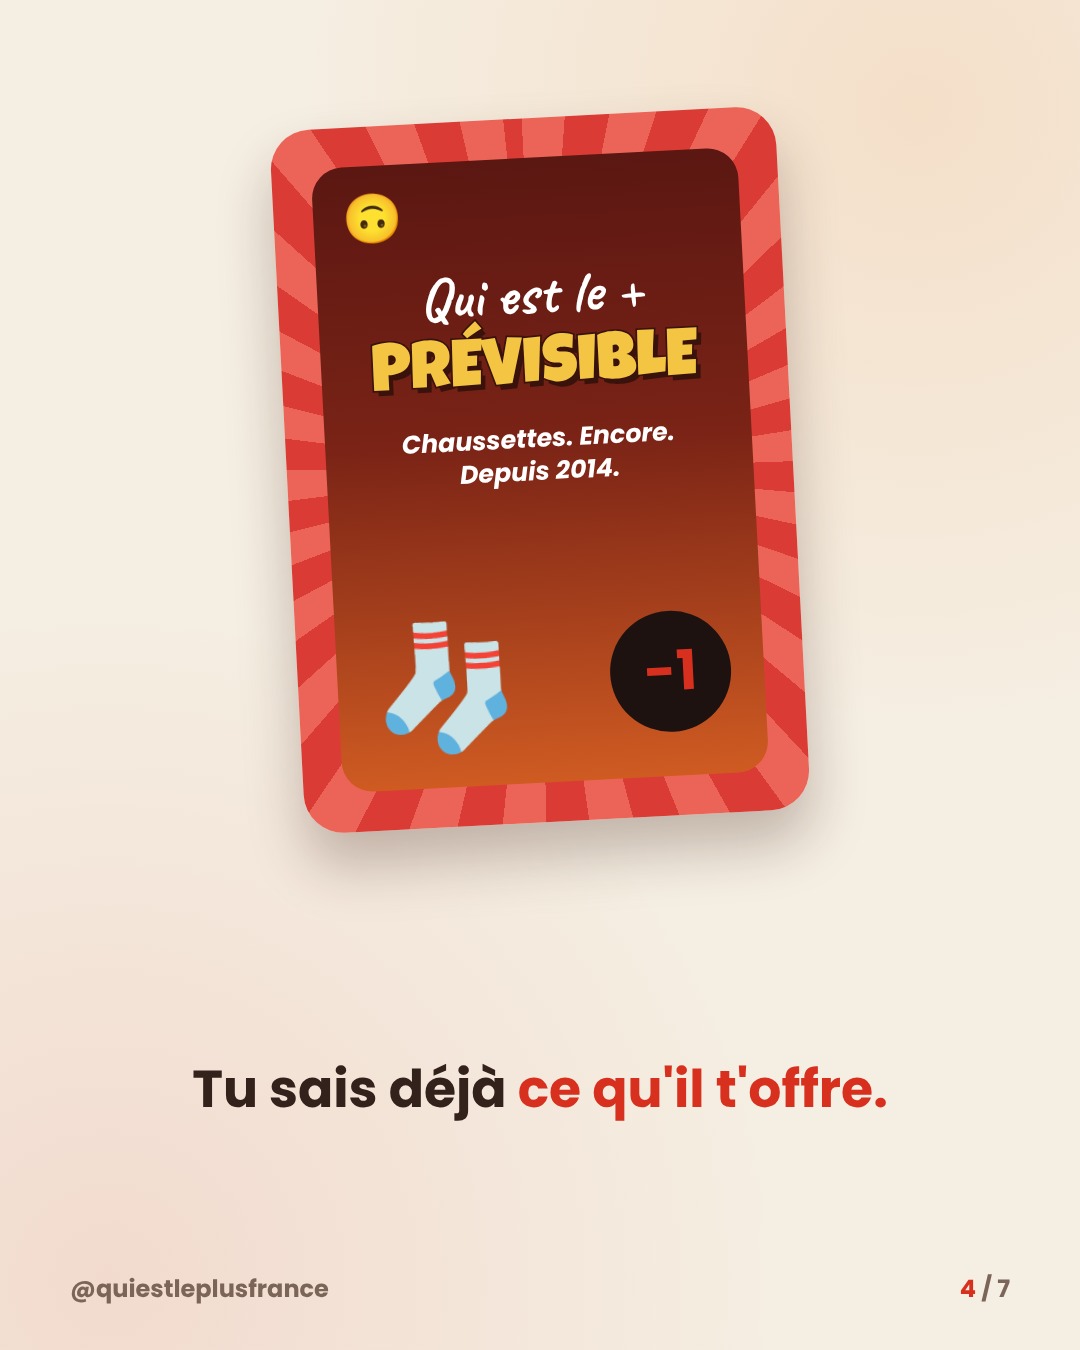 Qui est le +
PRÉVISIBLE
Chaussettes. Encore.
Depuis 2014.
-1
Tu sais déjà ce qu'il t'offre.
@quiestleplusfrance
4 / 7